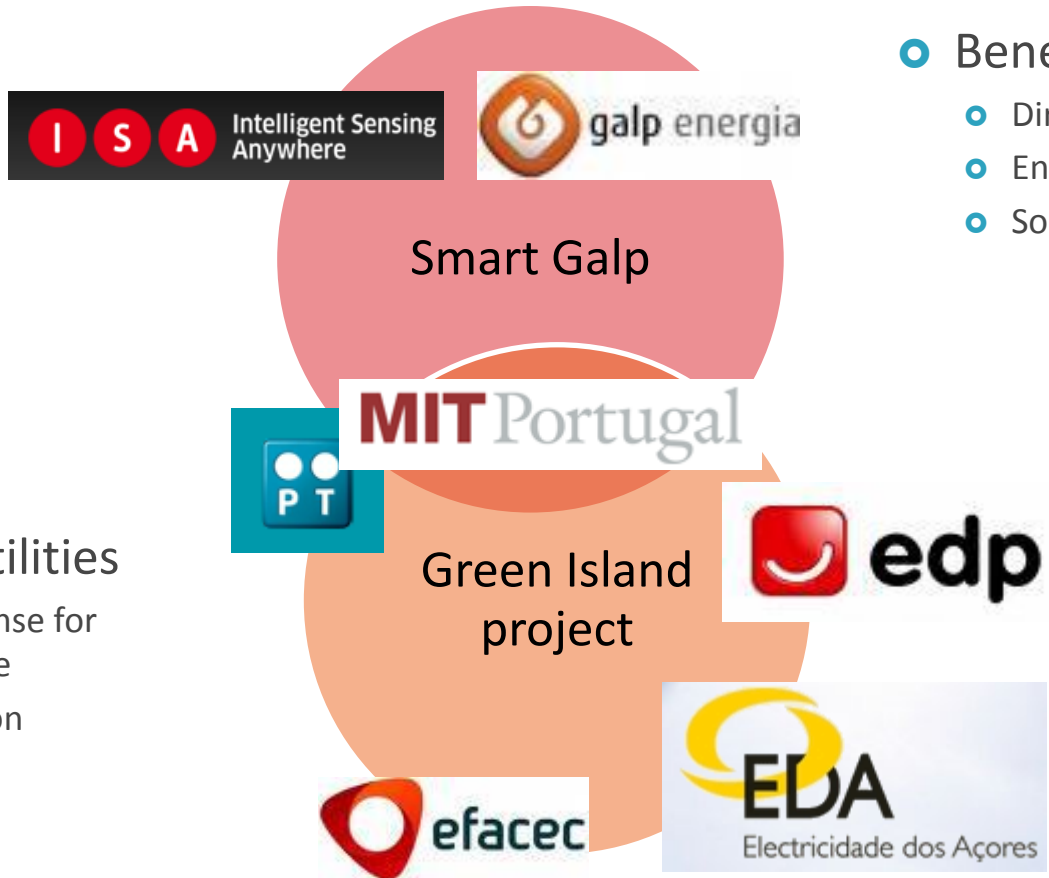 I S A Intelligent Sensing
Anywhere
galp energia
Smart Galp
MIT Portugal
P T
Green Island
project
edp
EDA
Electricidade dos Açores
efacec
Bene
Dir
En
So
tilities
nse for
e
on